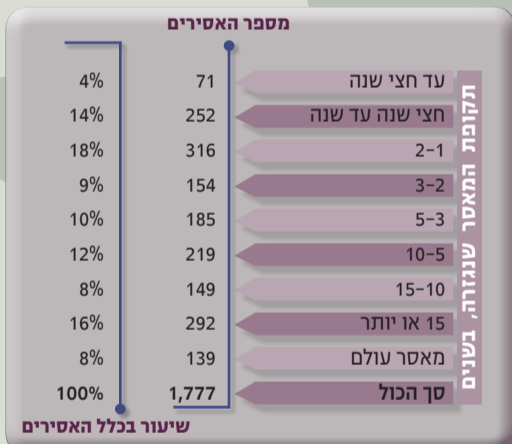 מספר האסירים
תקופת המאסר שנגזרה, בשנים
עד חצי שנה 71 4%
חצי שנה עד שנה 252 14%
2-1 316 18%
3-2 154 9%
5-3 185 10%
10-5 219 12%
15-10 149 8%
15 או יותר 292 16%
מאסר עולם 139 8%
סך הכול 1,777 100%
שיעור בכלל האסירים